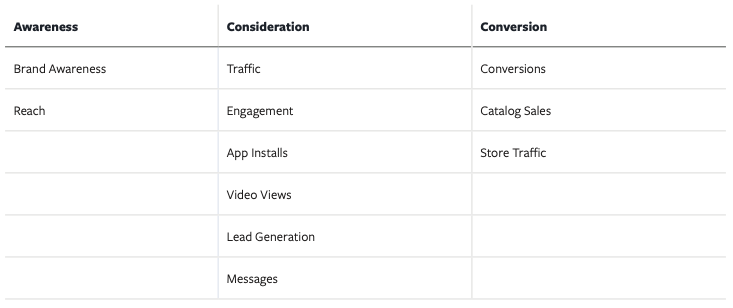 Awareness Consideration Conversion
Brand Awareness Traffic Conversions
Reach Engagement Catalog Sales
App Installs Store Traffic
Video Views
Lead Generation
Messages